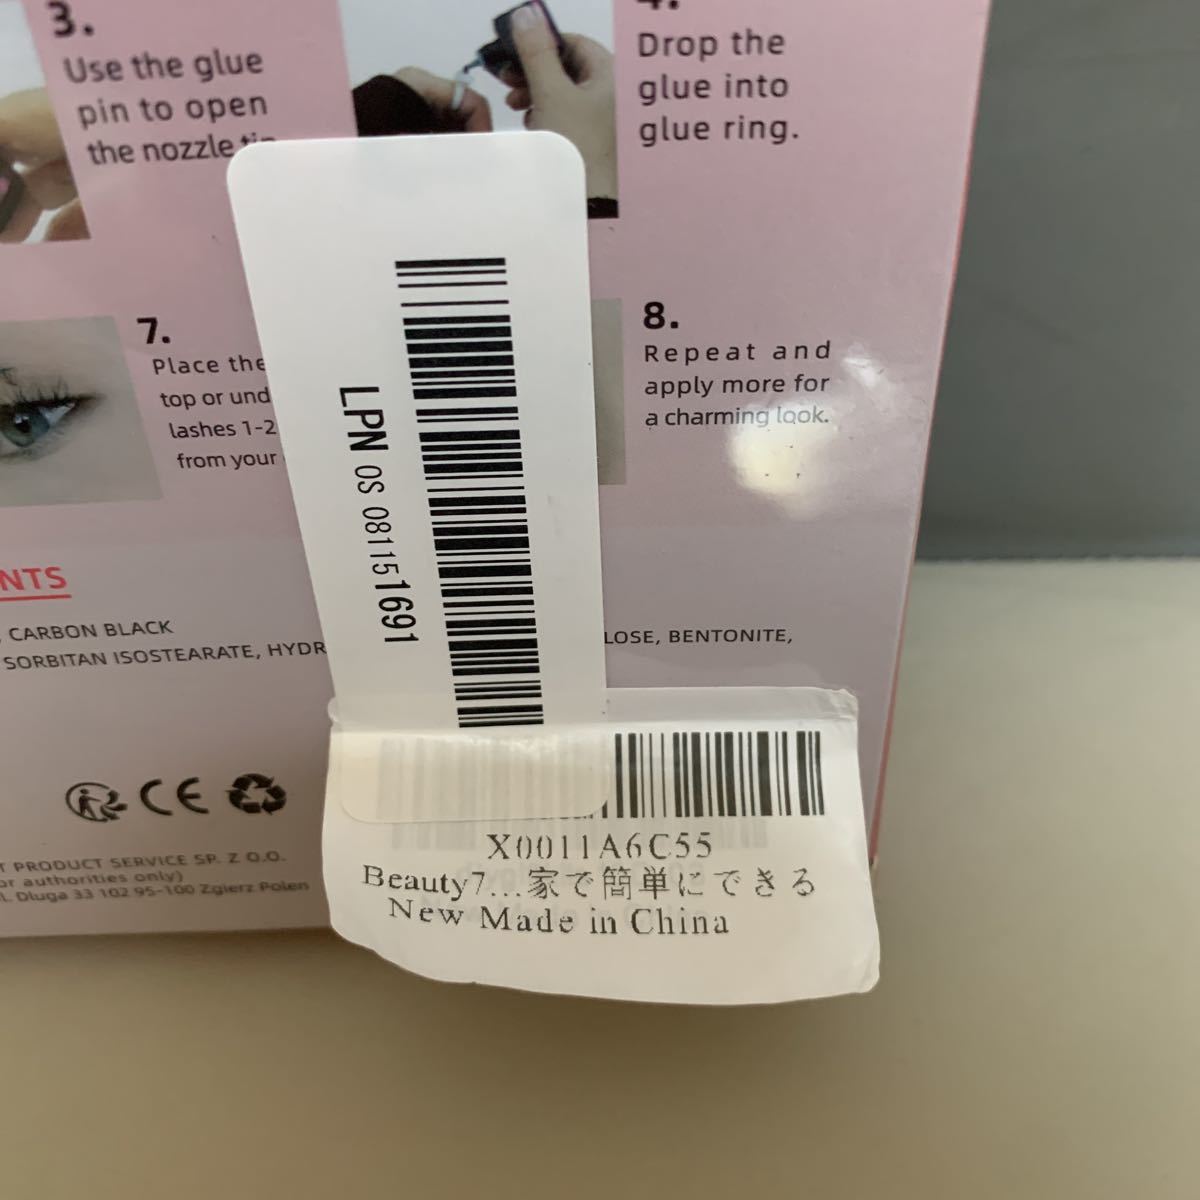 3.
Use the glue
pin to open
the nozzle
4.
Drop the
glue into
glue ring.
7.
Place the
top or und
lashes 1-2
from your
8.
Repeat and
apply more for
a charming look.
LPN OS 081151691
NTS
, CARBON BLACK
SORBITAN ISOSTEARATE, HYDR
LOSE, BENTONITE,
CE
T PRODUCT SERVICE SP. Z O.O.
or authorities only)
L. Dluga 33 102 95-100 Zgierz Polen
X0011A6C55
Beauty7...家で簡単にできる
New Made in China